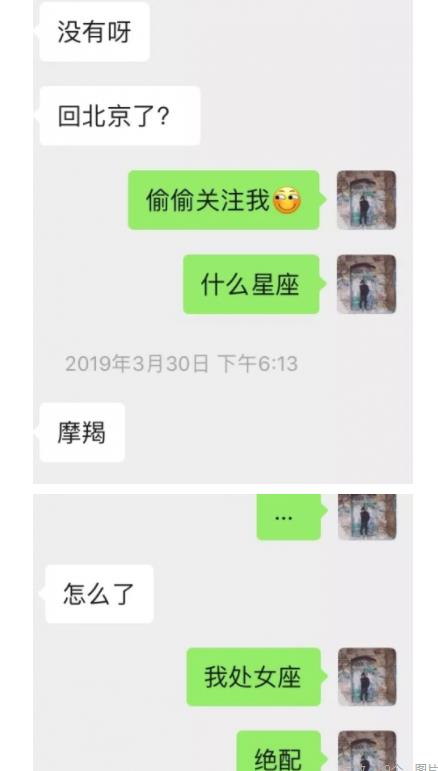 没有呀
回北京了？
偷偷关注我
什么星座
2019年3月30日 下午6:13
摩羯
...
怎么了
我处女座
绝配